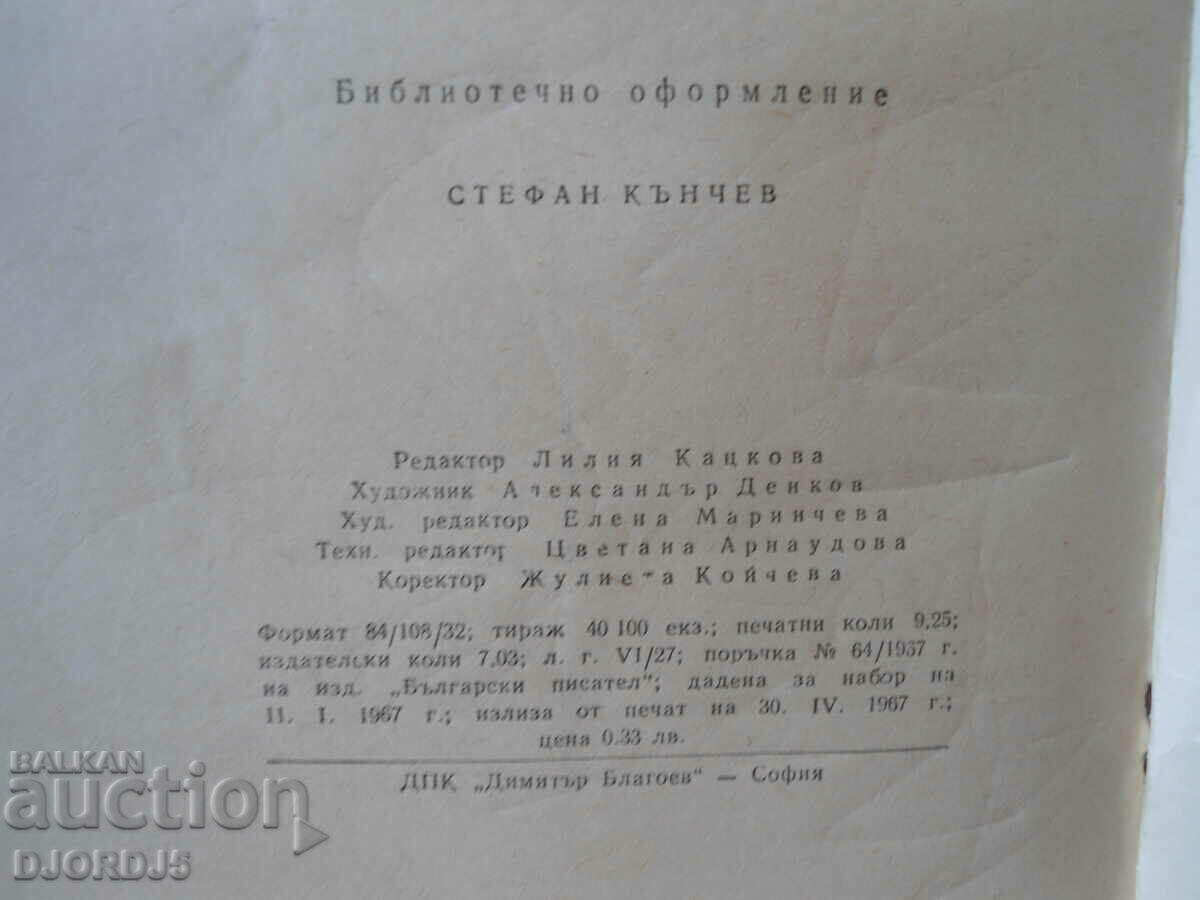 Библиотечно оформление
СТЕФАН КЪНЧЕВ
Редактор Лилия Кацкова
Художник Александър Денков
Худ. редактор Елена Маринчева
Техн. редактор Цветана Арнаудова
Коректор Жулиета Койчева
Формат 84/108/32; тираж 40 100 екз.; печатни коли 9,25;
издателски коли 7,03; л. г. VI/27; поръчка № 64/1967 г.
на изд. „Български писател“; дадена за набор на
11. I. 1967 г.; излиза от печат на 30. IV. 1967 г.;
цена 0.33 лв.
ДПК „Димитър Благоев“ — София
BALKAN
auction
DJORDJ5